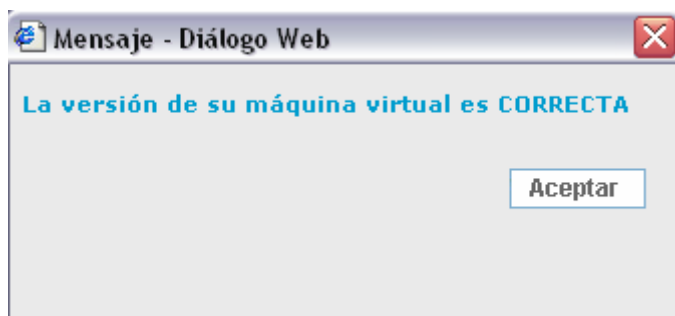 Mensaje - Diálogo Web
La versión de su máquina virtual es CORRECTA
Aceptar